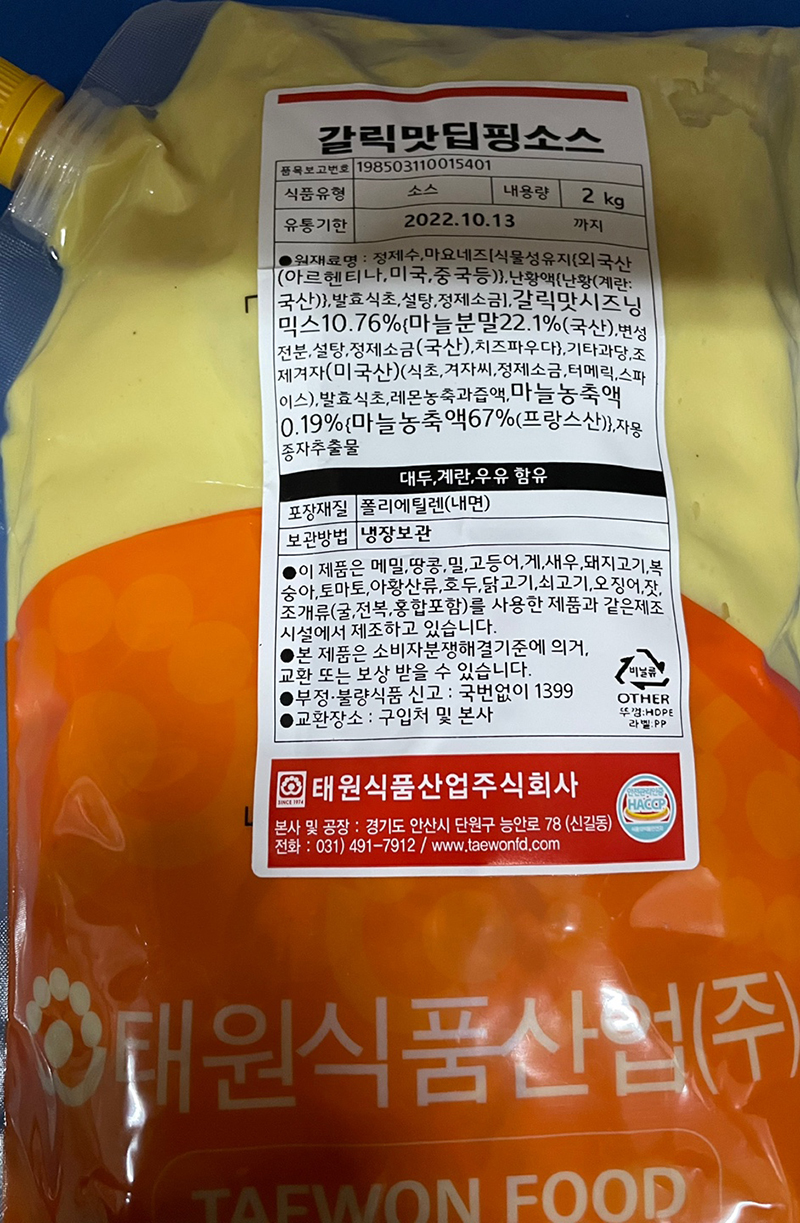 갈릭맛딥핑소스
품목보고번호 198503110015401
식품유형 소스 내용량 2 kg
유통기한 2022.10.13 까지
●원재료명 : 정제수,마요네즈[식물성유지{외국산
(아르헨티나,미국,중국등)},난황액{난황(계란:
국산)},발효식초,설탕,정제소금],갈릭맛시즈닝
믹스10.76%{마늘분말22.1%(국산),변성
전분,설탕,정제소금(국산),치즈파우다},기타과당,조
제겨자(미국산)(식초,겨자씨,정제소금,터메릭,스파
이스),발효식초,레몬농축과즙액,마늘농축액
0.19%{마늘농축액67%(프랑스산)},자몽
종자추출물
대두,계란,우유 함유
포장재질 폴리에틸렌(내면)
보관방법 냉장보관
●이 제품은 메밀,땅콩,밀,고등어,게,새우,돼지고기,복
숭아,토마토,아황산류,호두,닭고기,쇠고기,오징어,잣,
조개류(굴,전복,홍합포함)를 사용한 제품과 같은제조
시설에서 제조하고 있습니다.
●본 제품은 소비자분쟁해결기준에 의거,
교환 또는 보상 받을 수 있습니다.
●부정·불량식품 신고 : 국번없이 1399
●교환장소 : 구입처 및 본사
비닐류
OTHER
뚜껑:HDPE
라벨:PP
SINCE 1974
태원식품산업주식회사
HACCP
본사 및 공장 : 경기도 안산시 단원구 능안로 78 (신길동)
전화 : 031) 491-7912 / www.taewonfd.com
태원식품산업(주)
TAEWON FOOD